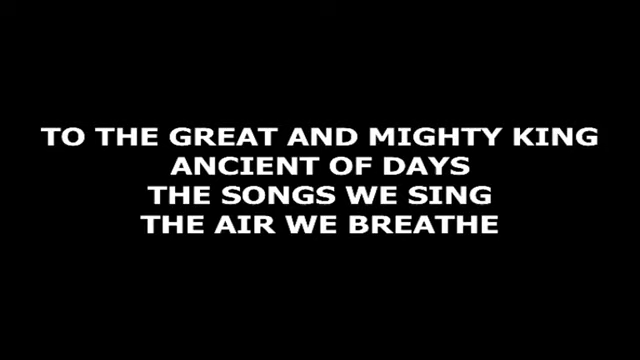 TO THE GREAT AND MIGHTY KING
ANCIENT OF DAYS
THE SONGS WE SING
THE AIR WE BREATHE